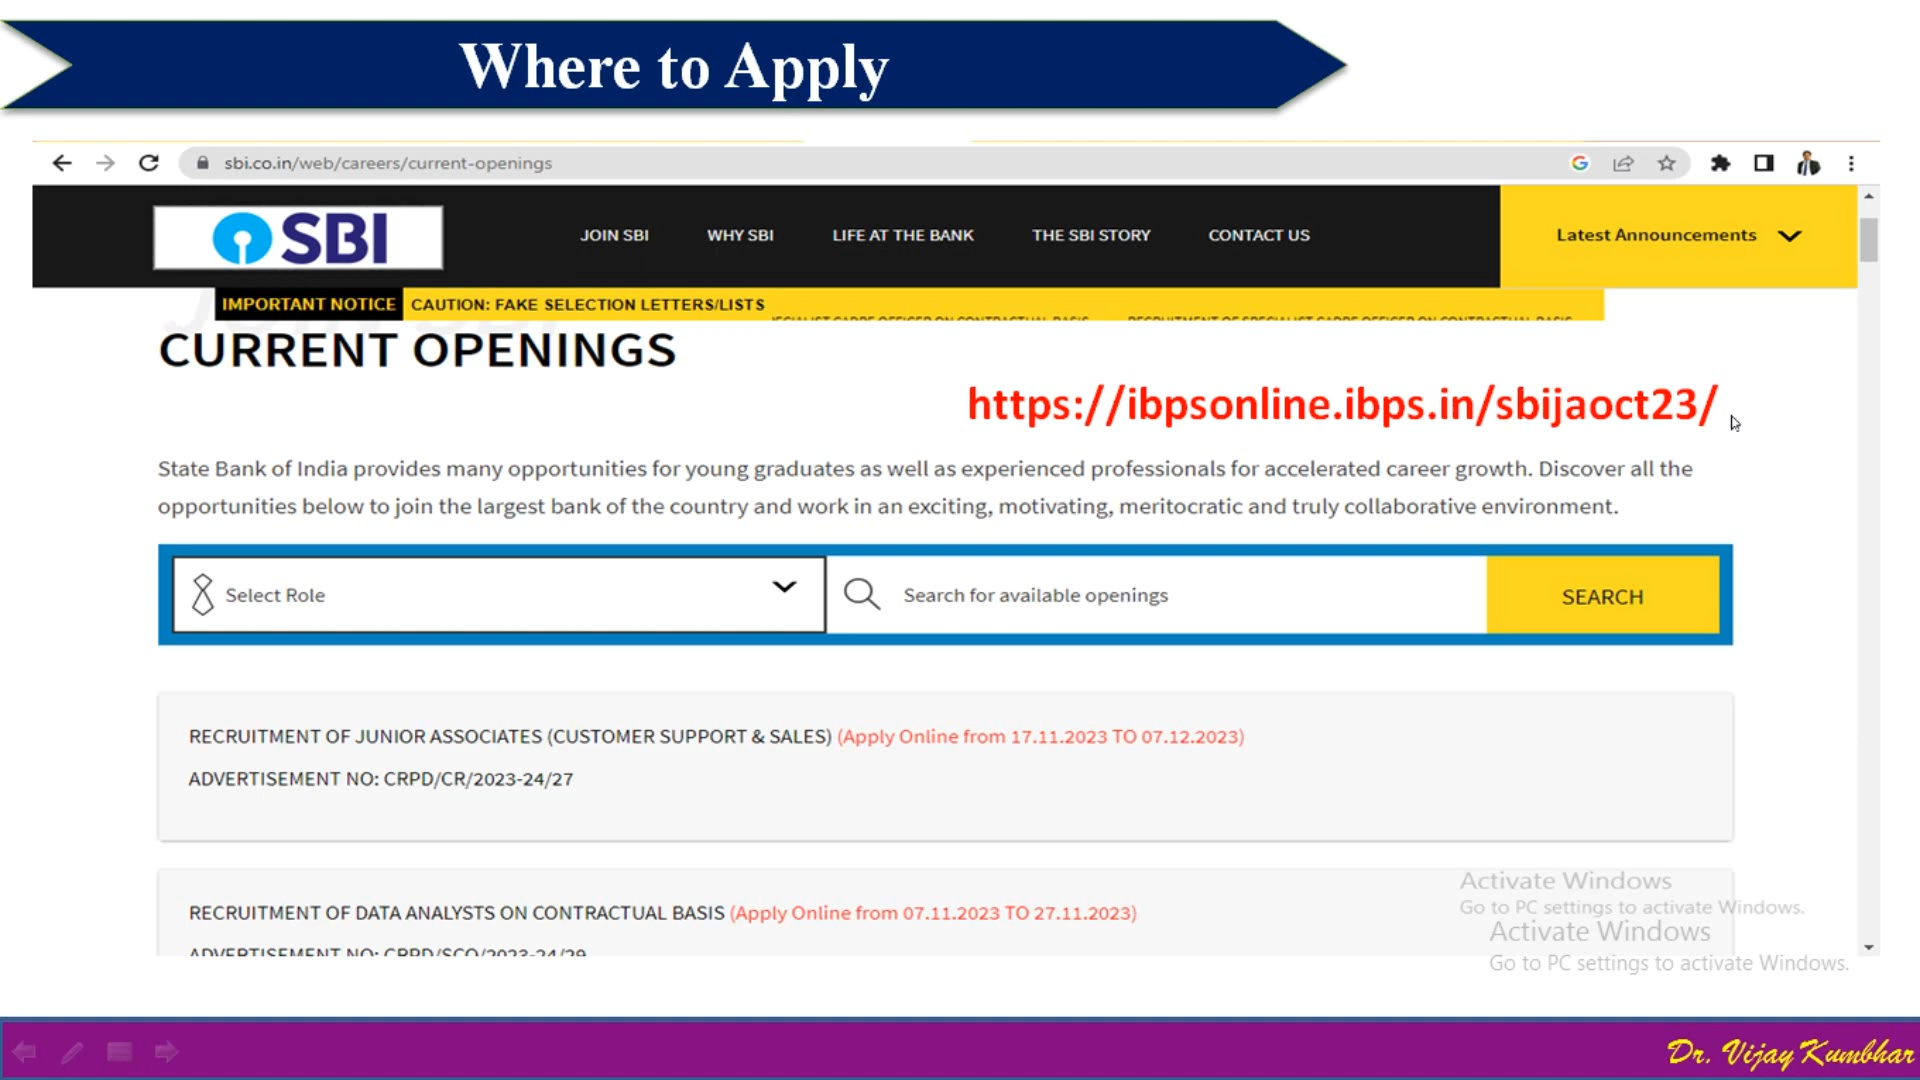 Where to Apply
sbi.co.in/web/careers/current-openings
SBI
JOIN SBI
WHY SBI
LIFE AT THE BANK
THE SBI STORY
CONTACT US
Latest Announcements
IMPORTANT NOTICE
CAUTION: FAKE SELECTION LETTERS/LISTS
CURRENT OPENINGS
https://ibpsonline.ibps.in/sbijaoct23/
State Bank of India provides many opportunities for young graduates as well as experienced professionals for accelerated career growth. Discover all the
opportunities below to join the largest bank of the country and work in an exciting, motivating, meritocratic and truly collaborative environment.
Select Role
Search for available openings
SEARCH
RECRUITMENT OF JUNIOR ASSOCIATES (CUSTOMER SUPPORT & SALES) (Apply Online from 17.11.2023 TO 07.12.2023)
ADVERTISEMENT NO: CRPD/CR/2023-24/27
RECRUITMENT OF DATA ANALYSTS ON CONTRACTUAL BASIS (Apply Online from 07.11.2023 TO 27.11.2023)
ADVERTISEMENT NO: CRPD/SCO/2023-24/29
Activate Windows
Go to PC settings to activate Windows.
Activate Windows
Go to PC settings to activate Windows.
Dr. Vijay Kumbhar